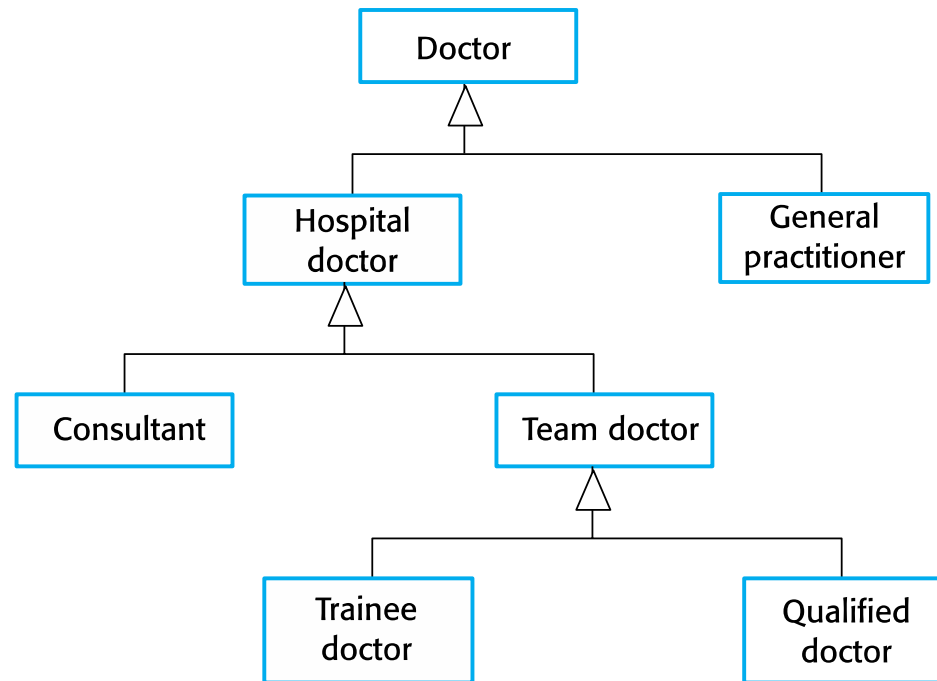 Doctor
Hospital
doctor
General
practitioner
Consultant
Team doctor
Trainee
doctor
Qualified
doctor